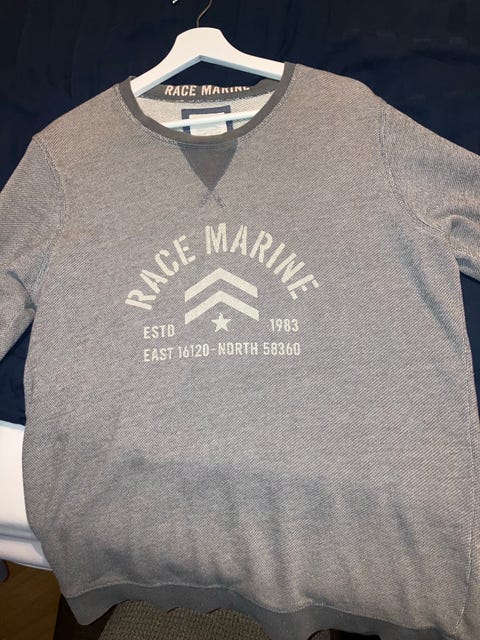 RACE MARINE
RACE MARINE
ESTD 1983
EAST 16120-NORTH 58360